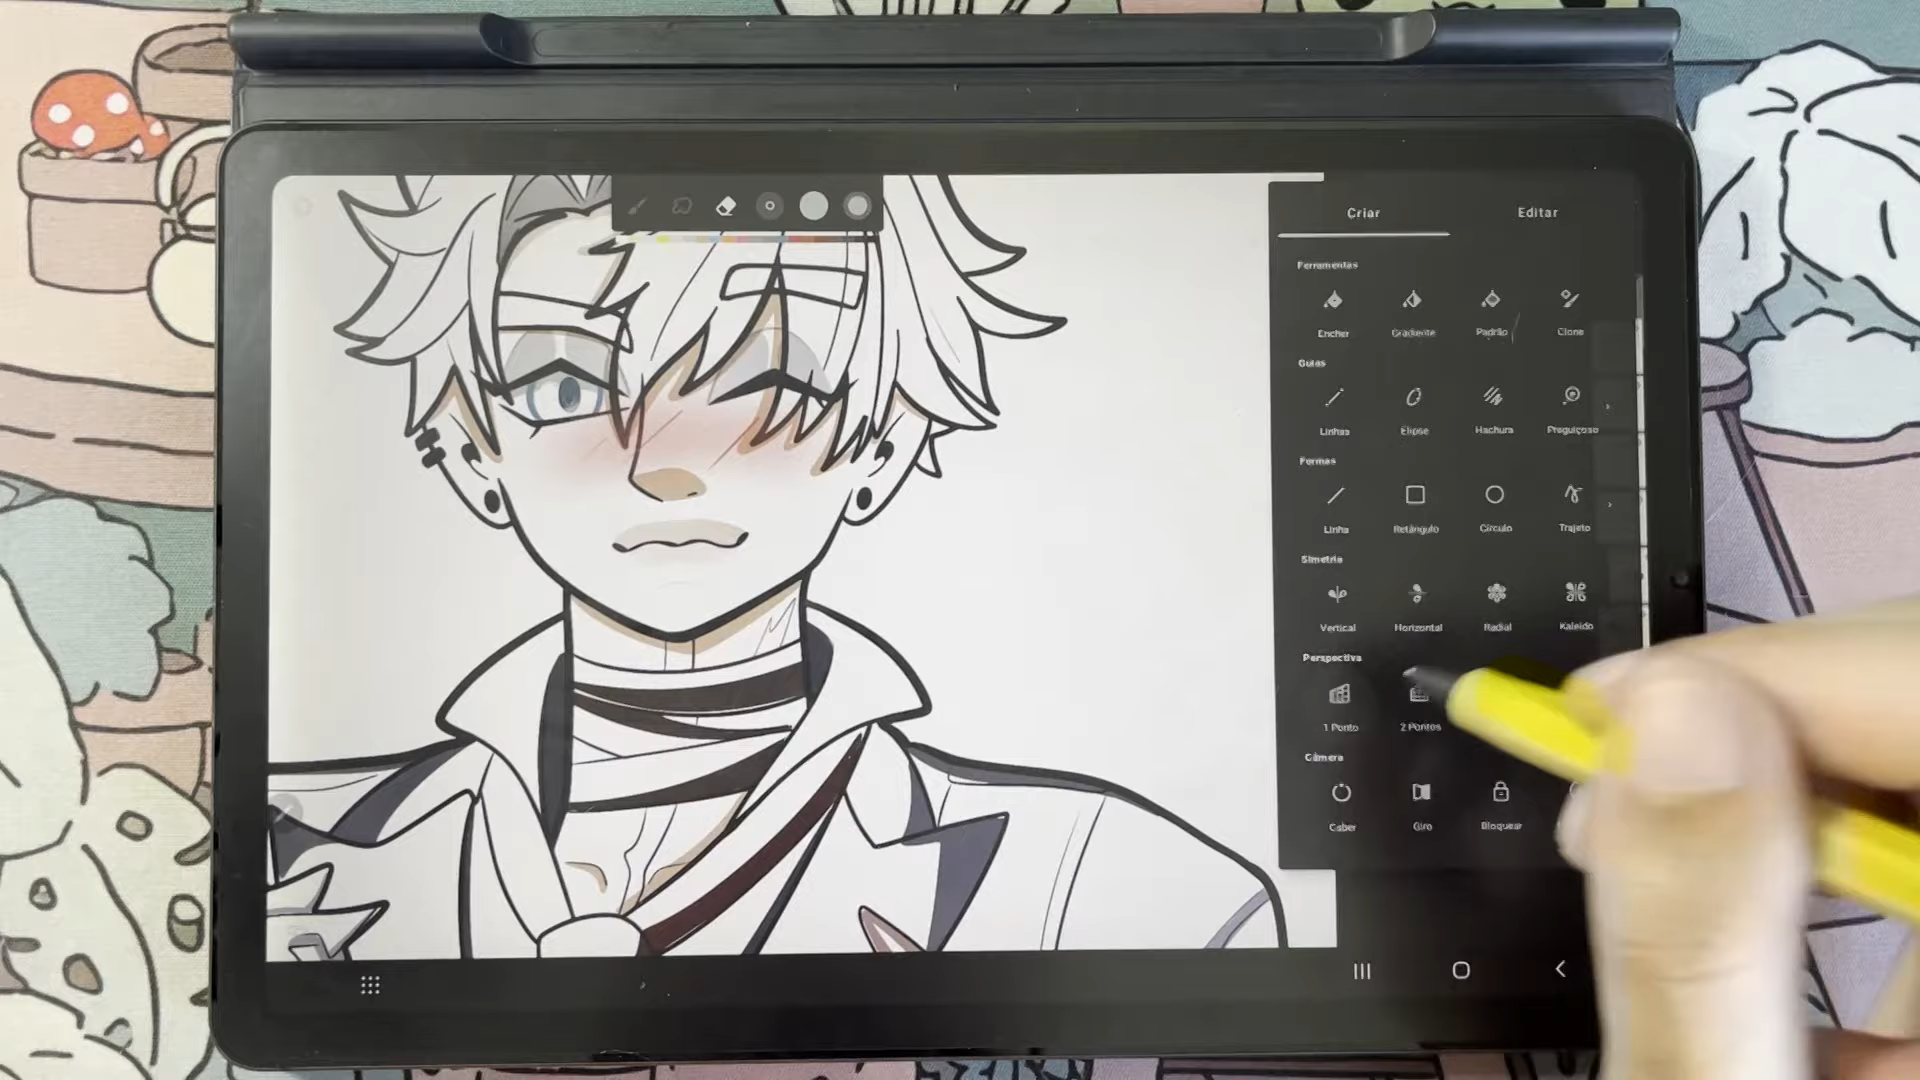 Criar Editar
Ferramentas
Encher Gradiente Padrão Clone
Guias
Linhas Elipse Hachura Preguiçoso
Formas
Linha Retângulo Círculo Trajeto
Simetria
Vertical Horizontal Radial Kaleido
Perspectiva
1 Ponto 2 Pontos
Câmera
Caber Giro Bloquear